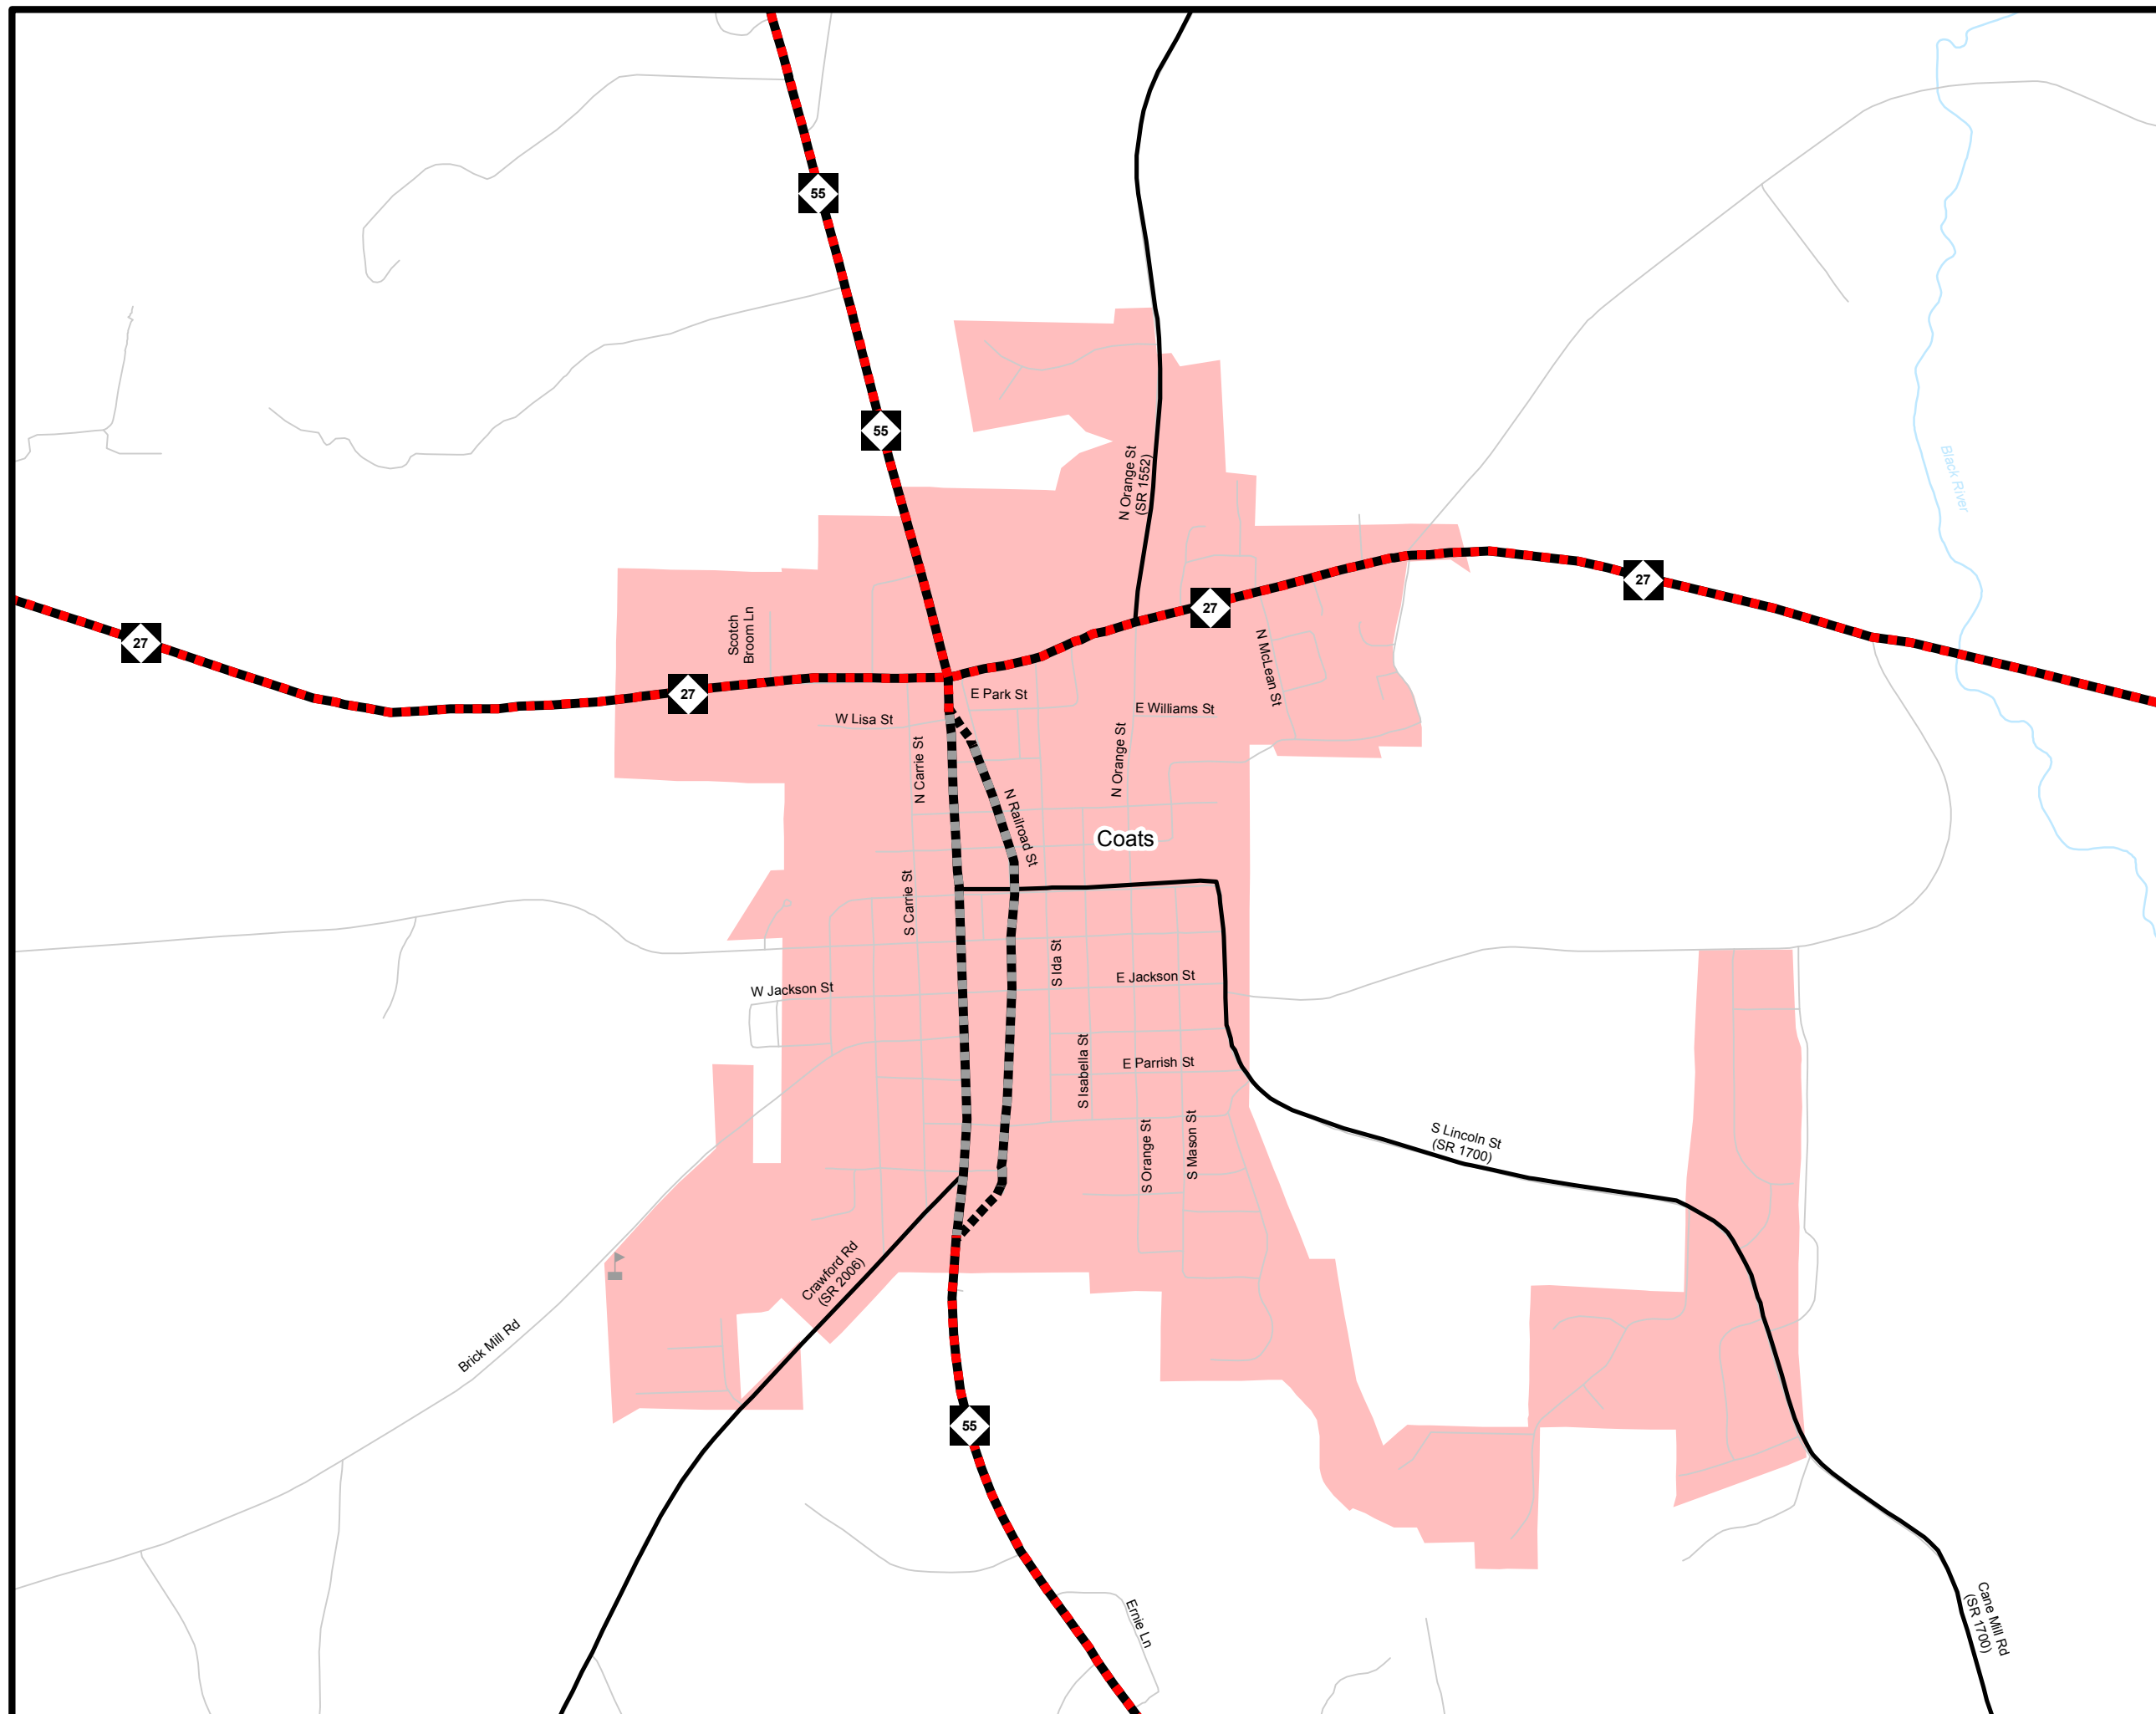 55
55
Black River
N Orange St
(SR 1552)
27
27
27
27
Scotch
Broom Ln
N McLean St
E Park St
W Lisa St
E Williams St
N Carrie St
N Orange St
N Railroad St
Coats
S Carrie St
S Ida St
E Jackson St
W Jackson St
S Isabella St
E Parrish St
S Orange St
S Mason St
S Lincoln St
(SR 1700)
Crawford Rd
(SR 2006)
Brick Mill Rd
55
Ernie Ln
Cane Mill Rd
(SR 1700)